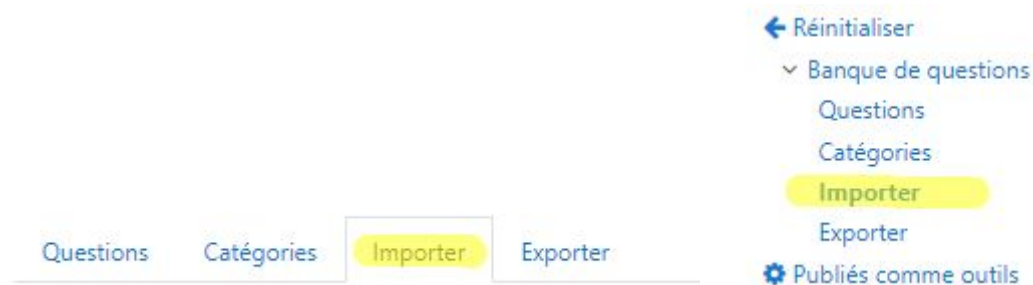 Questions Catégories Importer Exporter
Réinitialiser
Banque de questions
Questions
Catégories
Importer
Exporter
Publiés comme outils